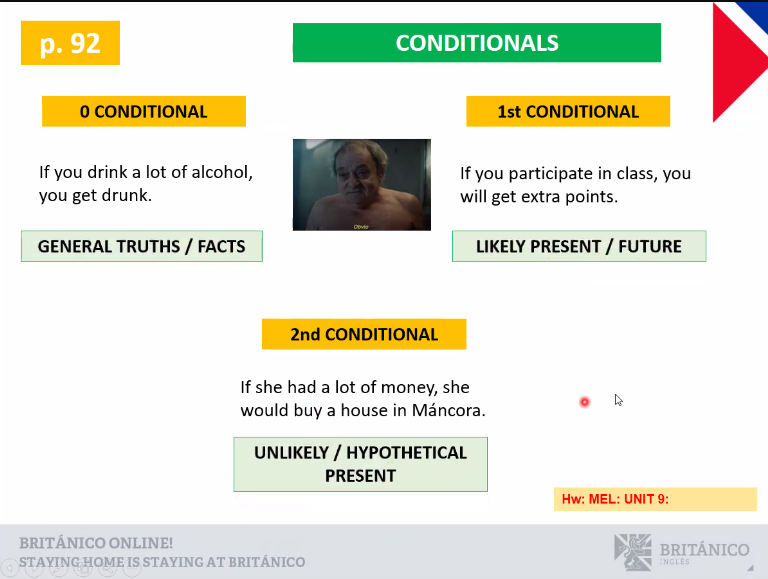 p. 92
CONDITIONALS
0 CONDITIONAL
If you drink a lot of alcohol,
you get drunk.
GENERAL TRUTHS / FACTS
Obvio
1st CONDITIONAL
If you participate in class, you
will get extra points.
LIKELY PRESENT / FUTURE
2nd CONDITIONAL
If she had a lot of money, she
would buy a house in Máncora.
UNLIKELY / HYPOTHETICAL
PRESENT
Hw: MEL: UNIT 9:
BRITÁNICO ONLINE!
STAYING HOME IS STAYING AT BRITÁNICO
BRITÁNICO
INGLÉS